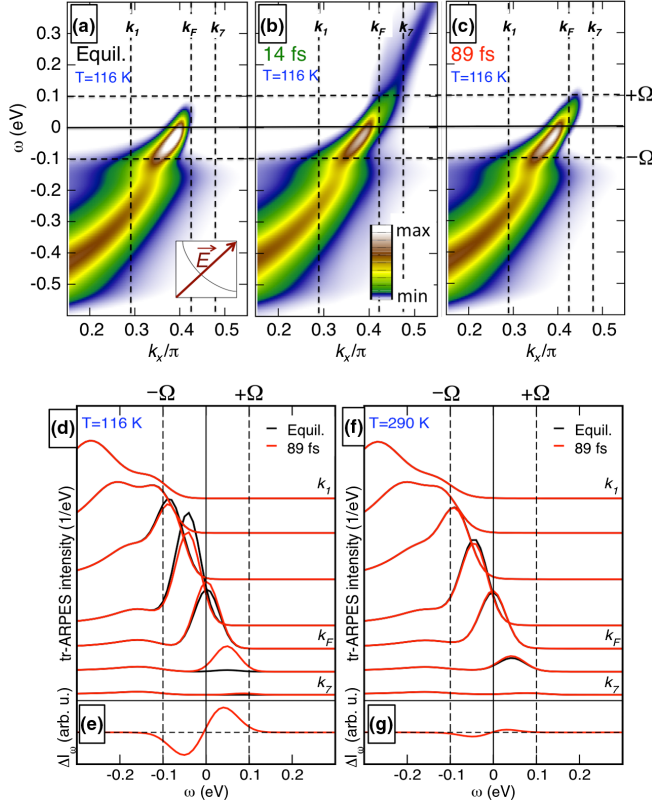 (a) k1 kF k7
Equil.
T=116 K
(b) k1 kF k7
14 fs
T=116 K
(c) k1 kF k7
89 fs
T=116 K
+Ω
−Ω
ω (eV)
0.3
0.2
0.1
0
-0.1
-0.2
-0.3
-0.4
-0.5
E
max
min
0.2 0.3 0.4 0.5
0.2 0.3 0.4 0.5
0.2 0.3 0.4 0.5
kx/π
kx/π
kx/π
−Ω +Ω
(d) T=116 K
Equil.
89 fs
k1
kF
k7
tr-ARPES intensity (1/eV)
(e)
ΔIω (arb. u.)
-0.2 -0.1 0 0.1 0.2
ω (eV)
−Ω +Ω
(f) T=290 K
Equil.
89 fs
k1
kF
k7
tr-ARPES intensity (1/eV)
(g)
ΔIω (arb. u.)
-0.2 -0.1 0 0.1 0.2
ω (eV)